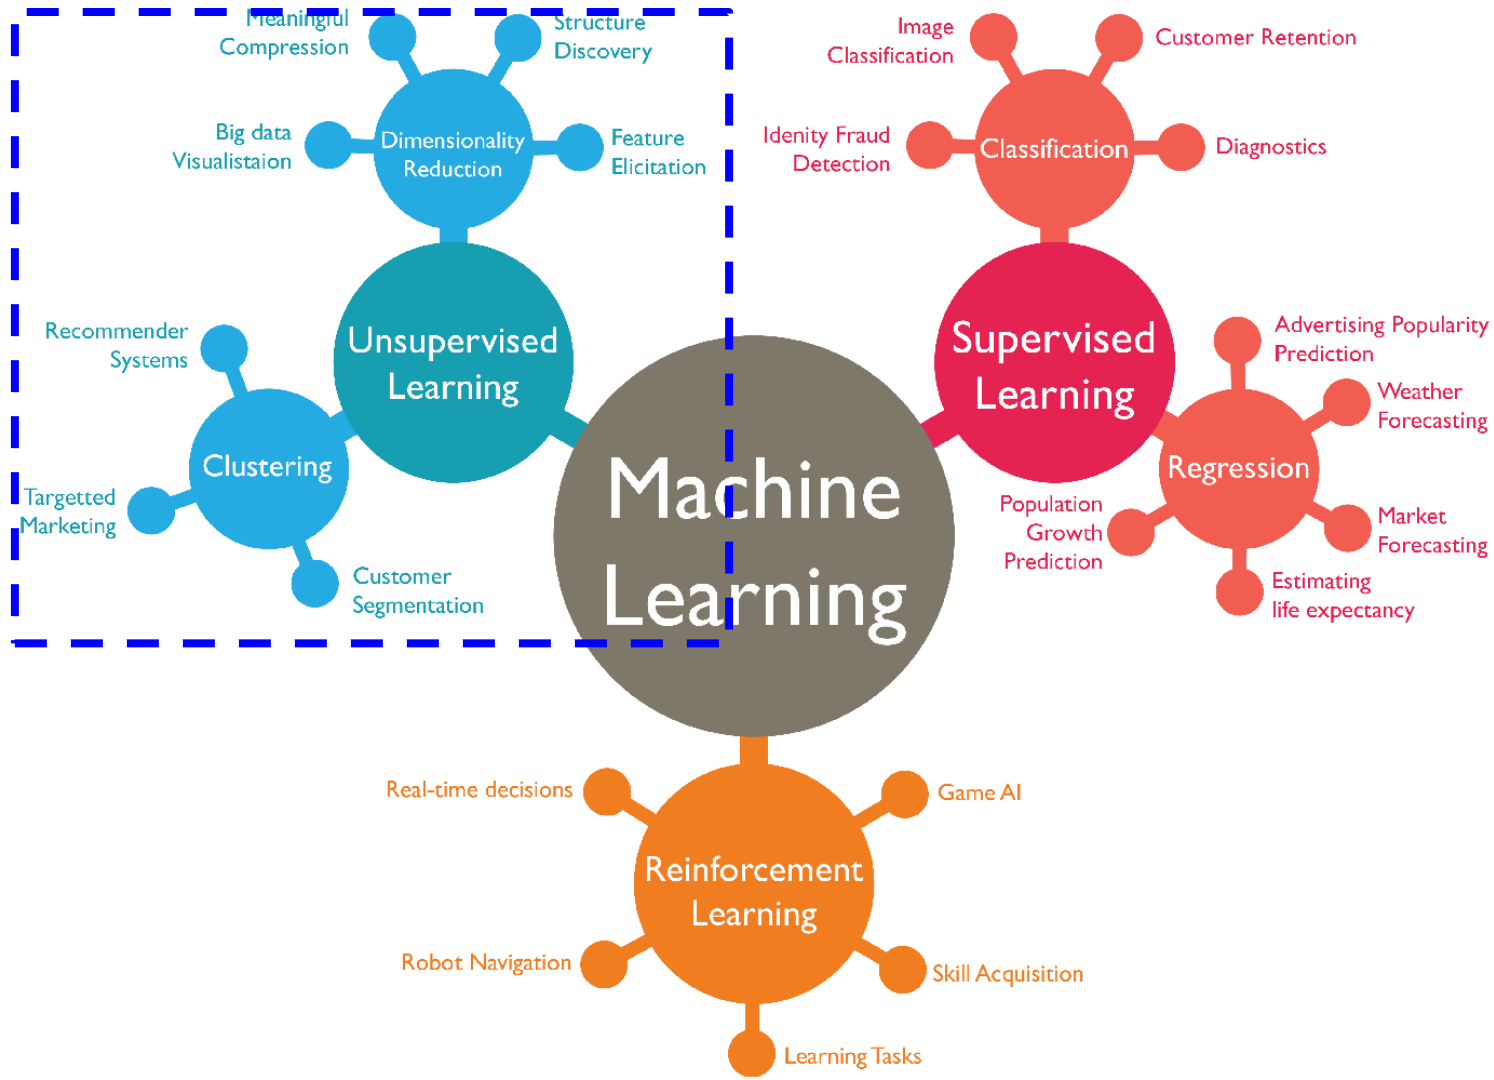 Meaningful
Compression
Structure
Discovery
Big data
Visualistaion
Dimensionality
Reduction
Feature
Elicitation
Unsupervised
Learning
Recommender
Systems
Clustering
Targetted
Marketing
Customer
Segmentation
Machine
Learning
Image
Classification
Customer Retention
Idenity Fraud
Detection
Classification
Diagnostics
Supervised
Learning
Advertising Popularity
Prediction
Weather
Forecasting
Regression
Population
Growth
Prediction
Market
Forecasting
Estimating
life expectancy
Real-time decisions
Game AI
Reinforcement
Learning
Robot Navigation
Skill Acquisition
Learning Tasks